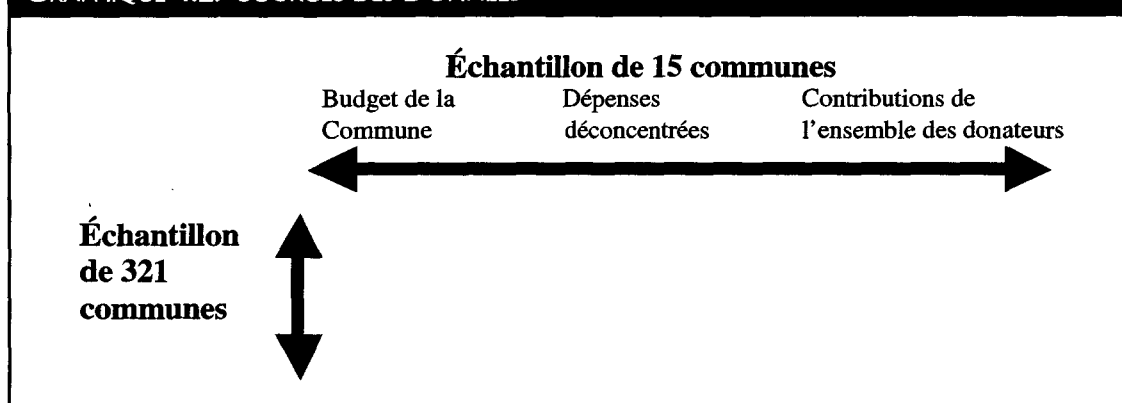 Échantillon de 15 communes
Budget de la Dépenses Contributions de
Commune déconcentrées l'ensemble des donateurs
Échantillon
de 321
communes